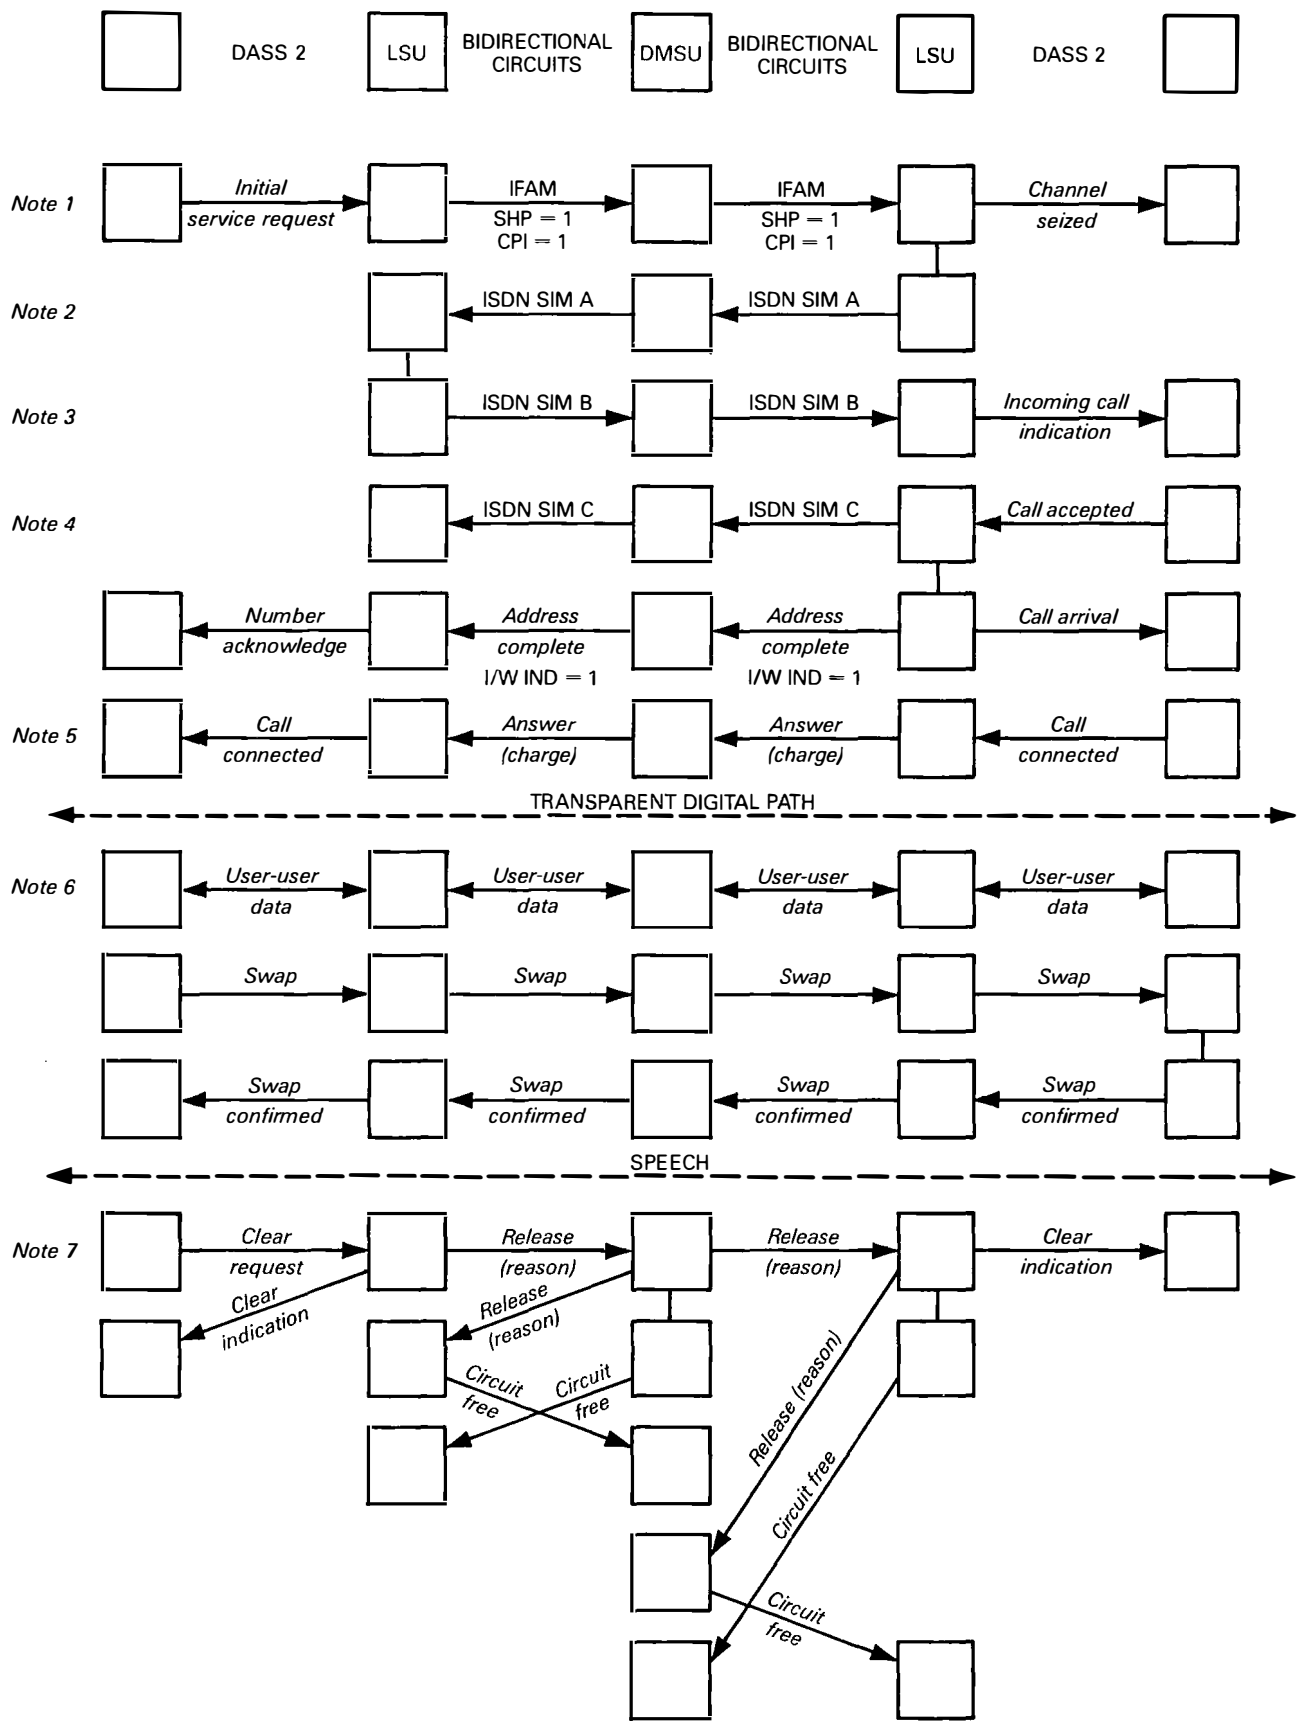 DASS 2
LSU
BIDIRECTIONAL
CIRCUITS
DMSU
BIDIRECTIONAL
CIRCUITS
LSU
DASS 2
Note 1
Initial
service request
IFAM
SHP = 1
CPI = 1
IFAM
SHP = 1
CPI = 1
Channel
seized
Note 2
ISDN SIM A
ISDN SIM A
Note 3
ISDN SIM B
ISDN SIM B
Incoming call
indication
Note 4
ISDN SIM C
ISDN SIM C
Call accepted
Number
acknowledge
Address
complete
I/W IND = 1
Address
complete
I/W IND = 1
Call arrival
Note 5
Call
connected
Answer
(charge)
Answer
(charge)
Call
connected
TRANSPARENT DIGITAL PATH
Note 6
User-user
data
User-user
data
User-user
data
User-user
data
Swap
Swap
Swap
Swap
Swap
confirmed
Swap
confirmed
Swap
confirmed
Swap
confirmed
SPEECH
Note 7
Clear
request
Release
(reason)
Release
(reason)
Clear
indication
Clear
indication
Release
(reason)
Circuit
free
Circuit
free
Release (reason)
Circuit free
Circuit
free